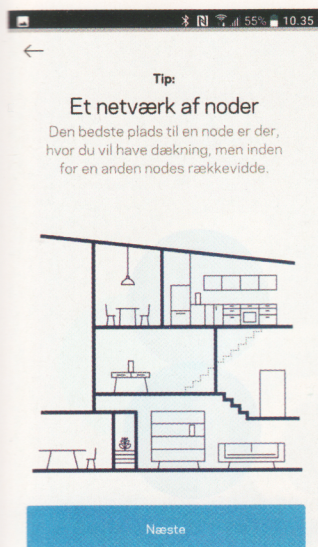 55% 10.35
Tip:
Et netværk af noder
Den bedste plads til en node er der,
hvor du vil have dækning, men inden
for en anden nodes rækkevidde.
Næste